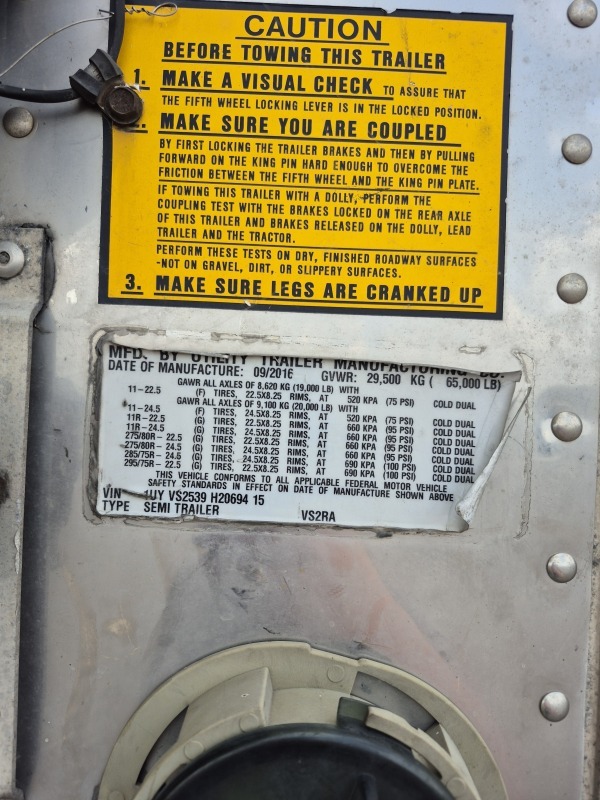 CAUTION
BEFORE TOWING THIS TRAILER
1. MAKE A VISUAL CHECK TO ASSURE THAT
THE FIFTH WHEEL LOCKING LEVER IS IN THE LOCKED POSITION.
2. MAKE SURE YOU ARE COUPLED
BY FIRST LOCKING THE TRAILER BRAKES AND THEN BY PULLING
FORWARD ON THE KING PIN HARD ENOUGH TO OVERCOME THE
FRICTION BETWEEN THE FIFTH WHEEL AND THE KING PIN PLATE.
IF TOWING THIS TRAILER WITH A DOLLY, PERFORM THE
COUPLING TEST WITH THE BRAKES LOCKED ON THE REAR AXLE
OF THIS TRAILER AND BRAKES RELEASED ON THE DOLLY, LEAD
TRAILER AND THE TRACTOR.
PERFORM THESE TESTS ON DRY, FINISHED ROADWAY SURFACES
-NOT ON GRAVEL, DIRT, OR SLIPPERY SURFACES.
3. MAKE SURE LEGS ARE CRANKED UP
MFD. BY UTILITY TRAILER MANUFACTURING CO.
DATE OF MANUFACTURE: 09/2016 GVWR: 29,500 KG ( 65,000 LB)
GAWR ALL AXLES OF 8,620 KG (19,000 LB) WITH
11-22.5 (F) TIRES, 22.5X8.25 RIMS, AT 520 KPA (75 PSI) COLD DUAL
GAWR ALL AXLES OF 9,100 KG (20,000 LB) WITH
11-24.5 (F) TIRES, 24.5X8.25 RIMS, AT 520 KPA (75 PSI) COLD DUAL
11R-22.5 (G) TIRES, 22.5X8.25 RIMS, AT 660 KPA (95 PSI) COLD DUAL
11R-24.5 (G) TIRES, 24.5X8.25 RIMS, AT 660 KPA (95 PSI) COLD DUAL
275/80R-22.5 (G) TIRES, 22.5X8.25 RIMS, AT 660 KPA (95 PSI) COLD DUAL
275/80R-24.5 (G) TIRES, 24.5X8.25 RIMS, AT 660 KPA (95 PSI) COLD DUAL
285/75R-24.5 (G) TIRES, 24.5X8.25 RIMS, AT 690 KPA (100 PSI) COLD DUAL
295/75R-22.5 (G) TIRES, 22.5X8.25 RIMS, AT 690 KPA (100 PSI) COLD DUAL
THIS VEHICLE CONFORMS TO ALL APPLICABLE FEDERAL MOTOR VEHICLE
SAFETY STANDARDS IN EFFECT ON DATE OF MANUFACTURE SHOWN ABOVE
VIN 1UY VS2539 H20694 15
TYPE SEMI TRAILER VS2RA